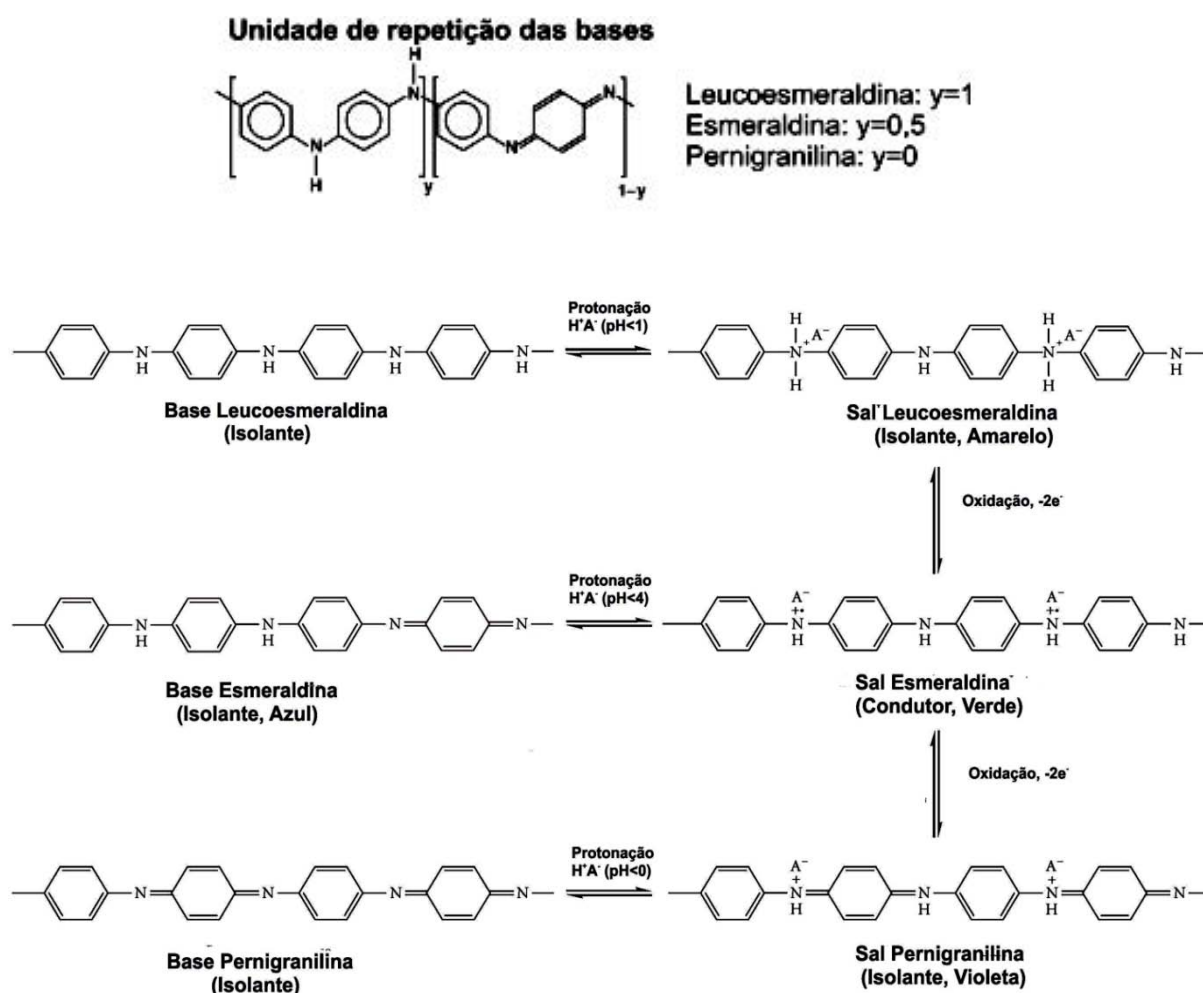 Unidade de repetição das bases
H
N
N
H
y
N
N
1-y
Leucoesmeraldina: y=1
Esmeraldina: y=0,5
Pernigranilina: y=0
N
H
N
H
N
H
N
H
Base Leucoesmeraldina
(Isolante)
Protonação
H⁺A⁻ (pH<1)
H
N
+
A⁻
H
N
H
H
N
+
A⁻
H
N
H
Sal Leucoesmeraldina
(Isolante, Amarelo)
Oxidação, -2e⁻
N
H
N
H
N
N
Base Esmeraldina
(Isolante, Azul)
Protonação
H⁺A⁻ (pH<4)
A⁻
+•
N
H
N
H
A⁻
+•
N
H
N
H
Sal Esmeraldina
(Condutor, Verde)
Oxidação, -2e⁻
N
N
N
N
Base Pernigranilina
(Isolante)
Protonação
H⁺A⁻ (pH<0)
A⁻
+
N
H
N
H
A⁻
+
N
H
N
Sal Pernigranilina
(Isolante, Violeta)